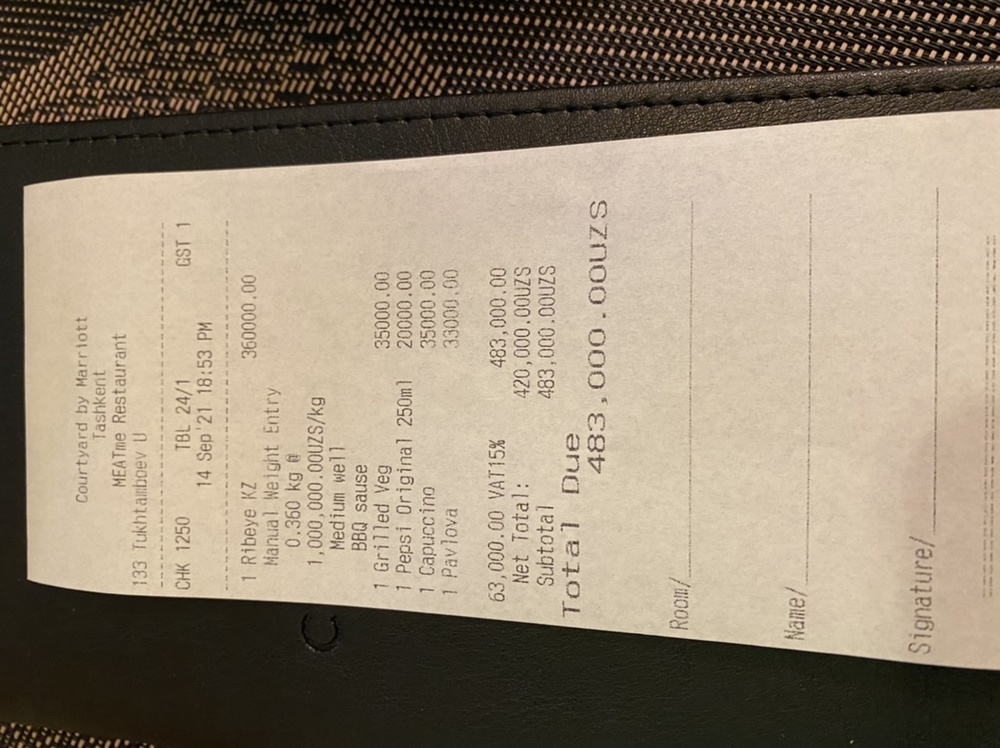 Courtyard by Marriott
Tashkent
MEATme Restaurant
133 Tukhtamboev U
CHK 1250 TBL 24/1 GST 1
14 Sep'21 18:53 PM
1 Ribeye KZ 360000.00
Manual Weight Entry
0.360 kg @
1,000,000.00UZS/kg
Medium well
BBQ sause
1 Grilled Veg 35000.00
1 Pepsi Original 250ml 20000.00
1 Capuccino 35000.00
1 Pavlova 33000.00
63,000.00 VAT15% 483,000.00
Net Total: 420,000.00UZS
Subtotal 483,000.00UZS
Total Due
483,000.00UZS
Room/
Name/
Signature/